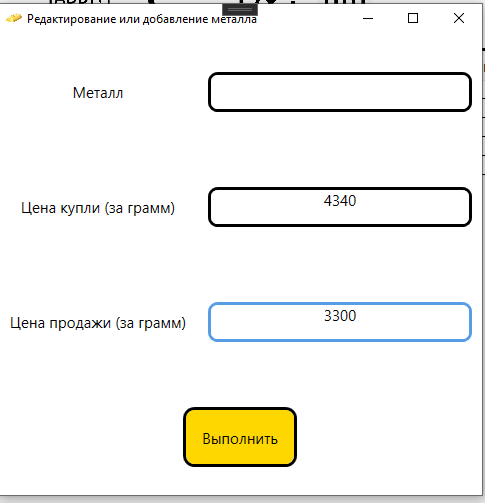 Редактирование или добавление металла
Металл
Цена купли (за грамм)
4340
Цена продажи (за грамм)
3300
Выполнить